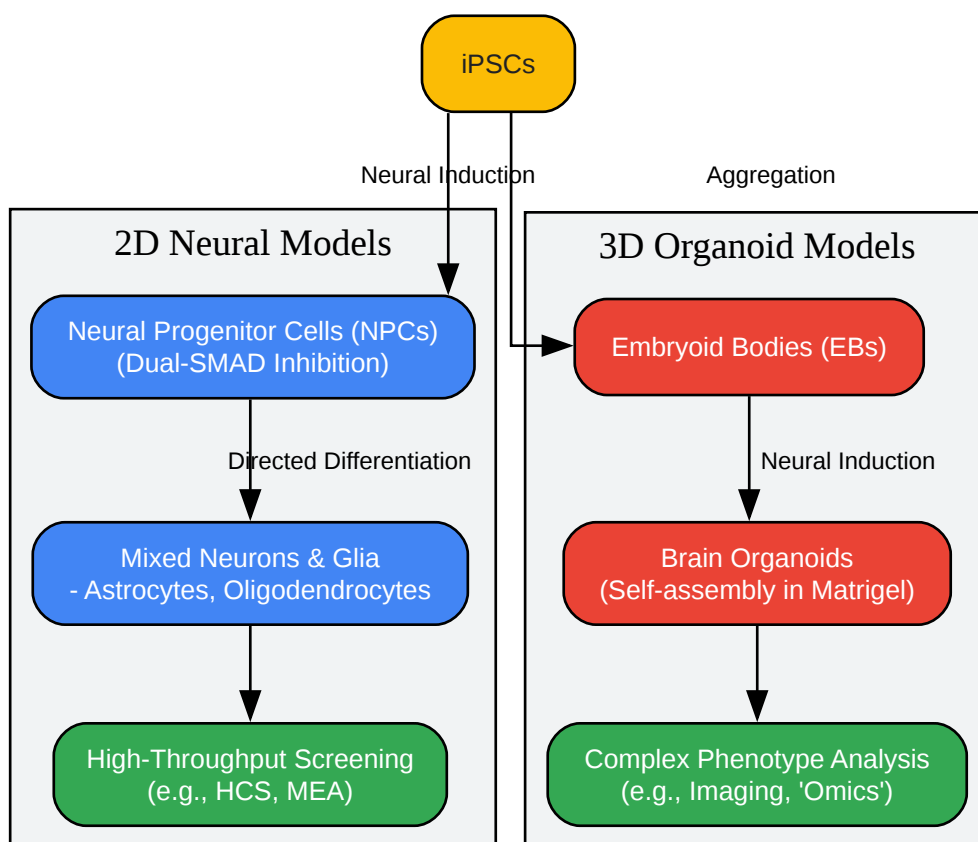 iPSCs
Neural Induction
Aggregation
2D Neural Models
Neural Progenitor Cells (NPCs)
(Dual-SMAD Inhibition)
Directed Differentiation
Mixed Neurons & Glia
- Astrocytes, Oligodendrocytes
High-Throughput Screening
(e.g., HCS, MEA)
3D Organoid Models
Embryoid Bodies (EBs)
Neural Induction
Brain Organoids
(Self-assembly in Matrigel)
Complex Phenotype Analysis
(e.g., Imaging, 'Omics')